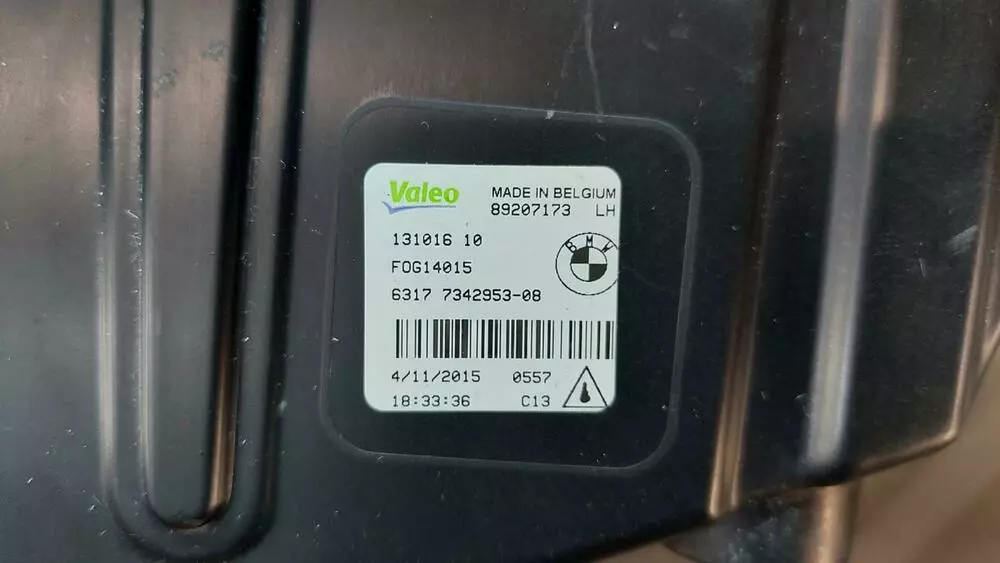 Valeo
MADE IN BELGIUM
89207173 LH
131016 10
FOG14015
BMW
6317 7342953-08
4/11/2015 0557
18:33:36 C13